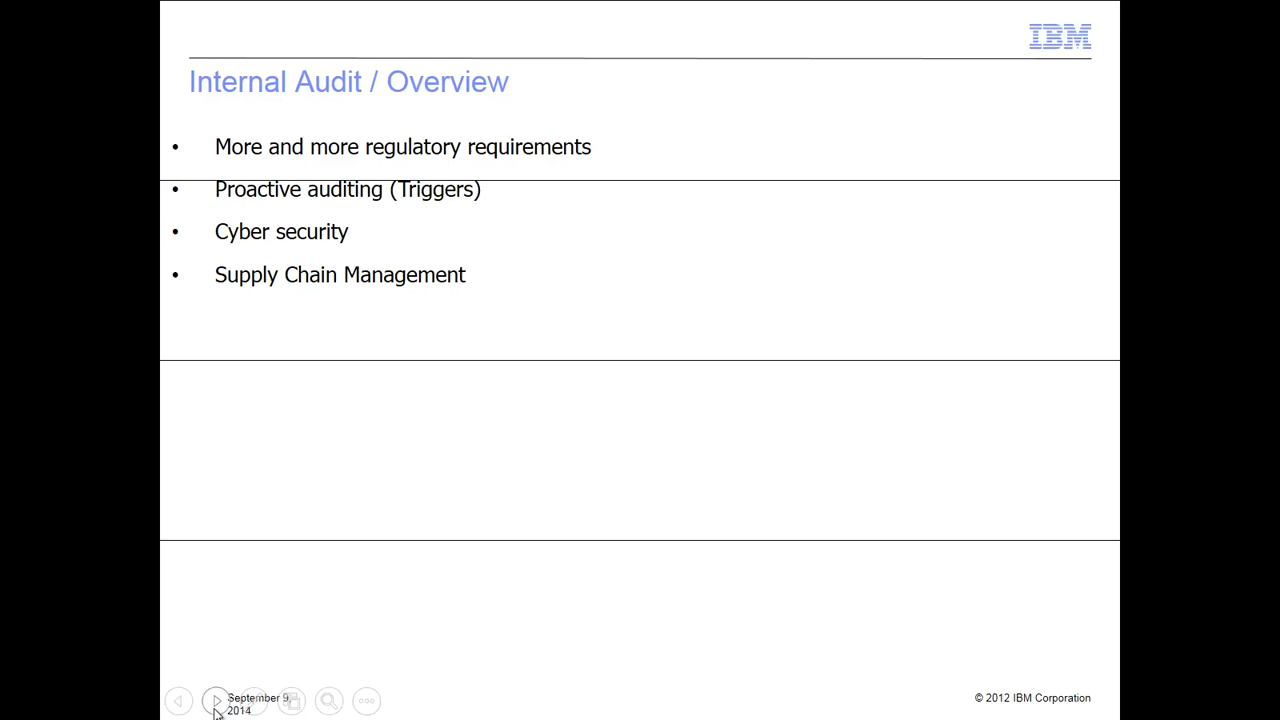 IBM
Internal Audit / Overview
• More and more regulatory requirements
• Proactive auditing (Triggers)
• Cyber security
• Supply Chain Management
September 9,
2014
© 2012 IBM Corporation